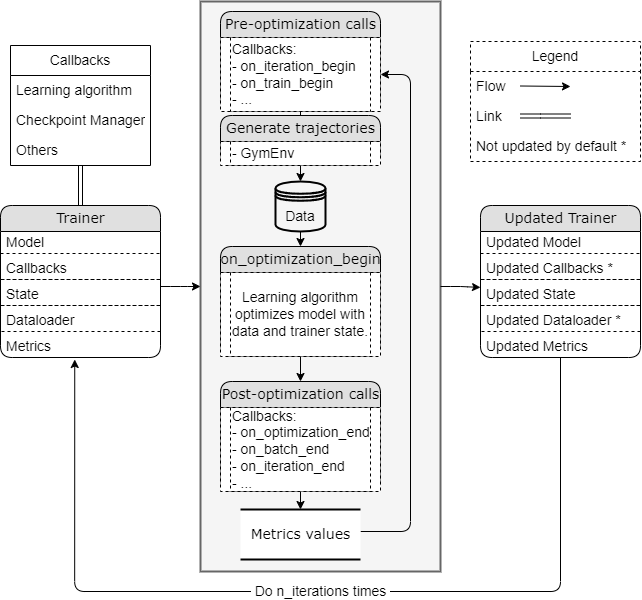 Callbacks
Learning algorithm
Checkpoint Manager
Others
Trainer
Model
Callbacks
State
Dataloader
Metrics
Pre-optimization calls
Callbacks:
- on_iteration_begin
- on_train_begin
- ...
Generate trajectories
- GymEnv
Data
on_optimization_begin
Learning algorithm
optimizes model with
data and trainer state.
Post-optimization calls
Callbacks:
- on_optimization_end
- on_batch_end
- on_iteration_end
- ...
Metrics values
Legend
Flow
Link
Not updated by default *
Updated Trainer
Updated Model
Updated Callbacks *
Updated State
Updated Dataloader *
Updated Metrics
Do n_iterations times